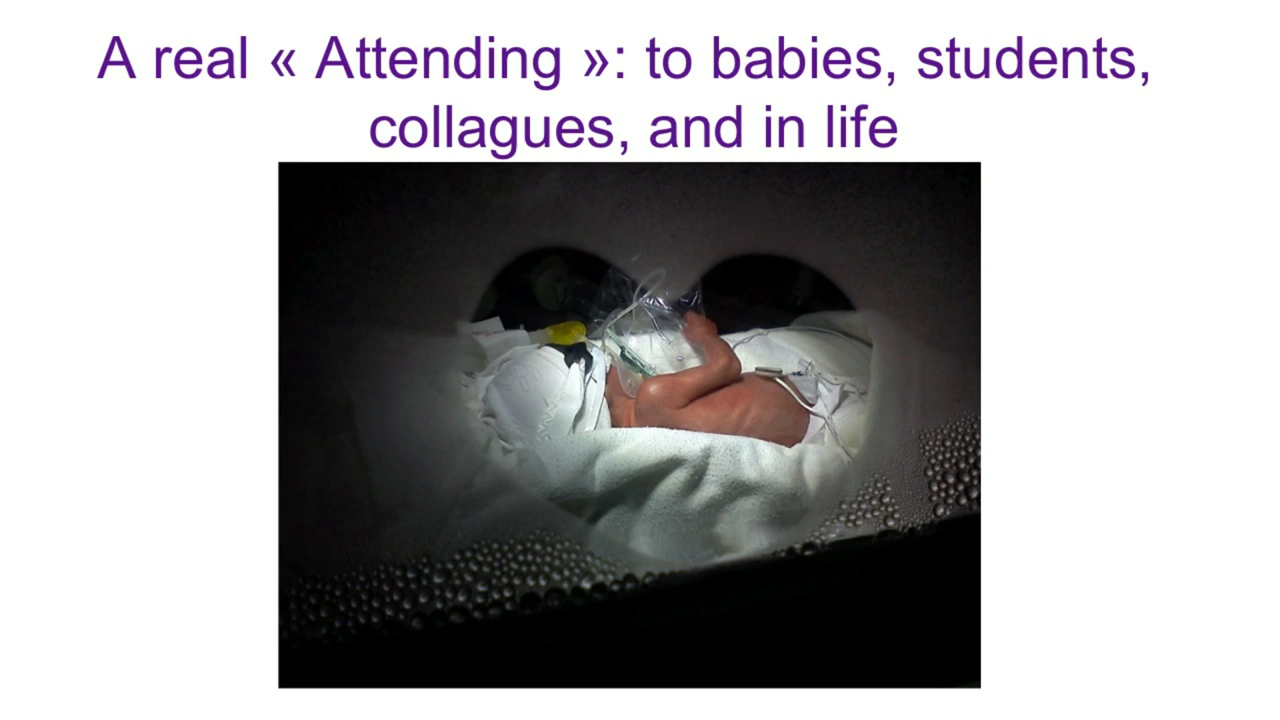 A real « Attending »: to babies, students,
collagues, and in life